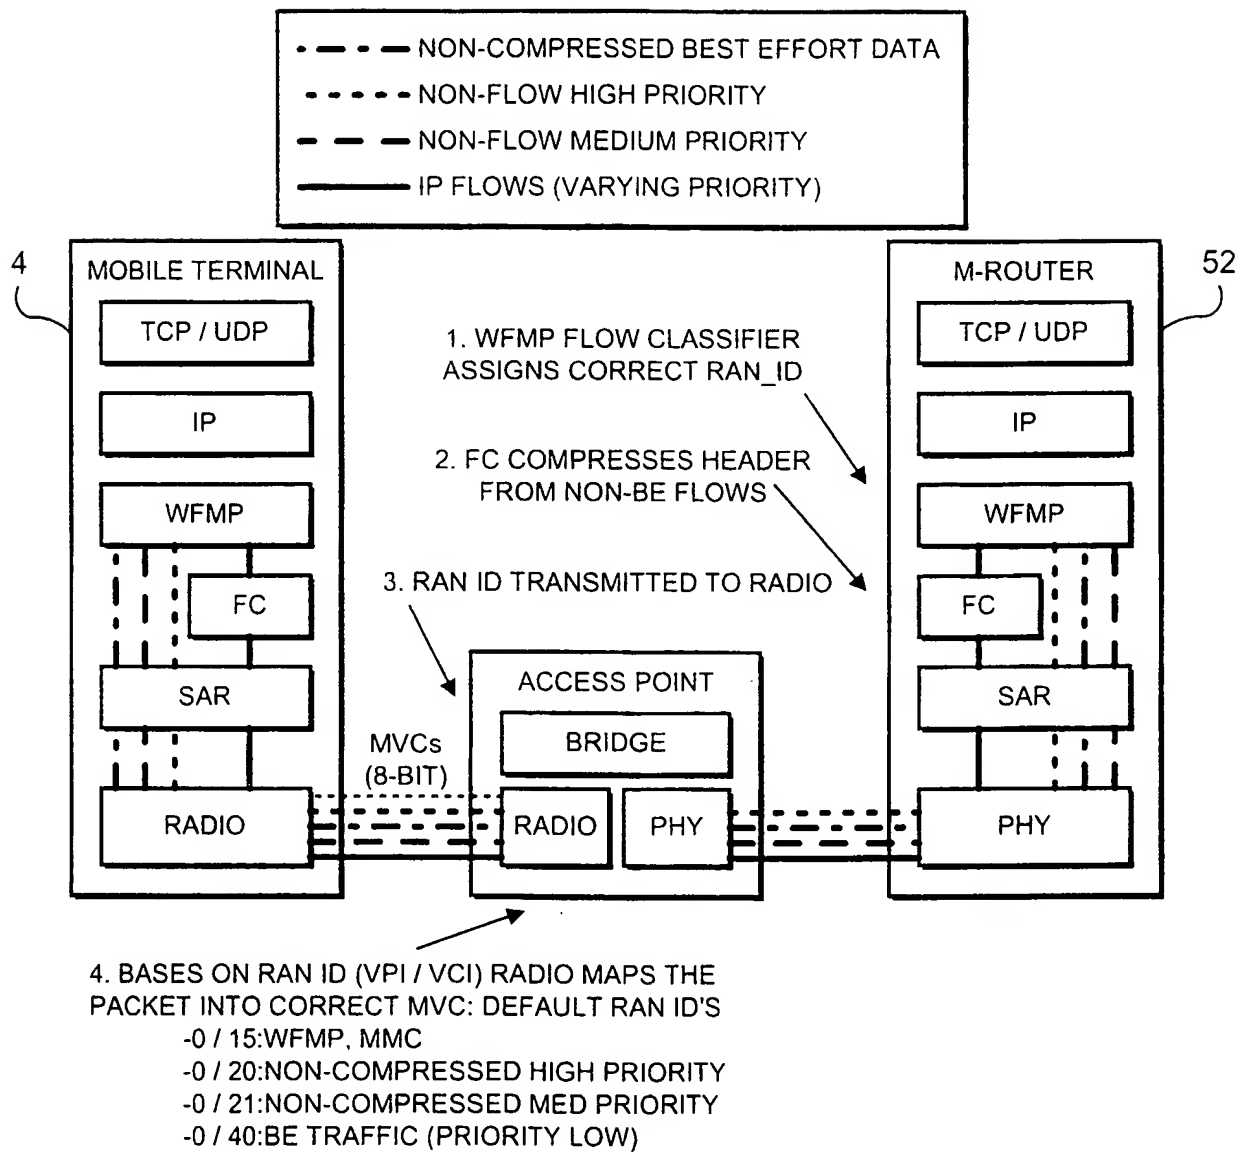 NON-COMPRESSED BEST EFFORT DATA
NON-FLOW HIGH PRIORITY
NON-FLOW MEDIUM PRIORITY
IP FLOWS (VARYING PRIORITY)
4
MOBILE TERMINAL
TCP / UDP
IP
WFMP
FC
SAR
RADIO
1. WFMP FLOW CLASSIFIER
ASSIGNS CORRECT RAN_ID
2. FC COMPRESSES HEADER
FROM NON-BE FLOWS
3. RAN ID TRANSMITTED TO RADIO
MVCs
(8-BIT)
ACCESS POINT
BRIDGE
RADIO
PHY
52
M-ROUTER
TCP / UDP
IP
WFMP
FC
SAR
PHY
4. BASES ON RAN ID (VPI / VCI) RADIO MAPS THE
PACKET INTO CORRECT MVC: DEFAULT RAN ID'S
-0 / 15:WFMP, MMC
-0 / 20:NON-COMPRESSED HIGH PRIORITY
-0 / 21:NON-COMPRESSED MED PRIORITY
-0 / 40:BE TRAFFIC (PRIORITY LOW)